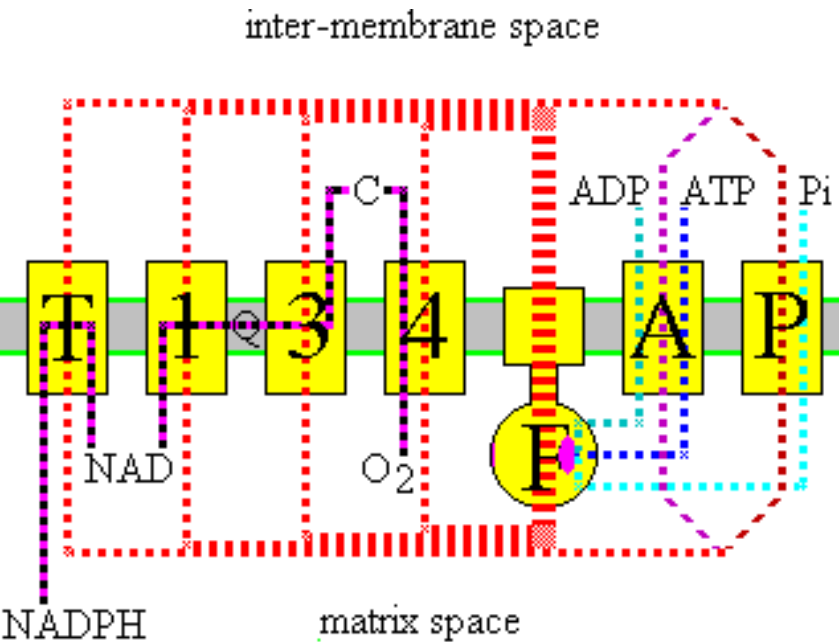 inter-membrane space
C
ADP ATP Pi
T 1 Q 3 4 A P
F
NAD
O2
NADPH
matrix space